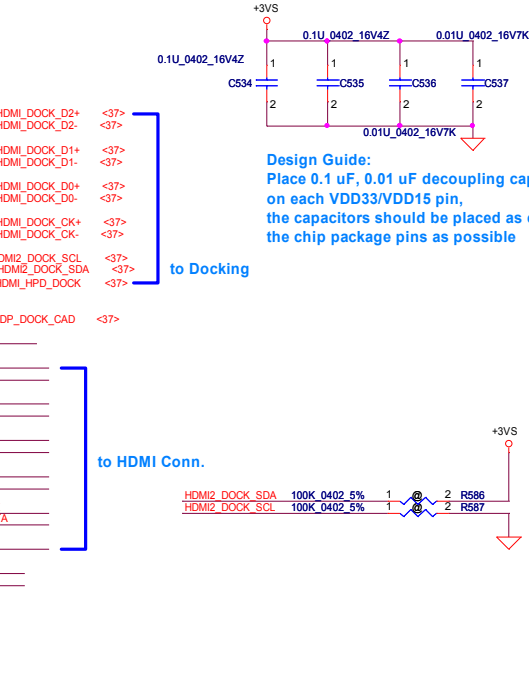 +3VS
0.1U_0402_16V4Z
0.01U_0402_16V7K
0.1U_0402_16V4Z
1
1
1
1
C534
C535
C536
C537
2
2
2
2
0.01U_0402_16V7K
HDMI_DOCK_D2+ <37>
HDMI_DOCK_D2- <37>
HDMI_DOCK_D1+ <37>
HDMI_DOCK_D1- <37>
HDMI_DOCK_D0+ <37>
HDMI_DOCK_D0- <37>
HDMI_DOCK_CK+ <37>
HDMI_DOCK_CK- <37>
DMI2_DOCK_SCL <37>
HDMI2_DOCK_SDA <37>
HDMI_HPD_DOCK <37>
to Docking
Design Guide:
Place 0.1 uF, 0.01 uF decoupling cap
on each VDD33/VDD15 pin,
the capacitors should be placed as
the chip package pins as possible
DP_DOCK_CAD <37>
to HDMI Conn.
TA
+3VS
HDMI2_DOCK_SDA 100K_0402_5% 1 @ 2 R586
HDMI2_DOCK_SCL 100K_0402_5% 1 @ 2 R587